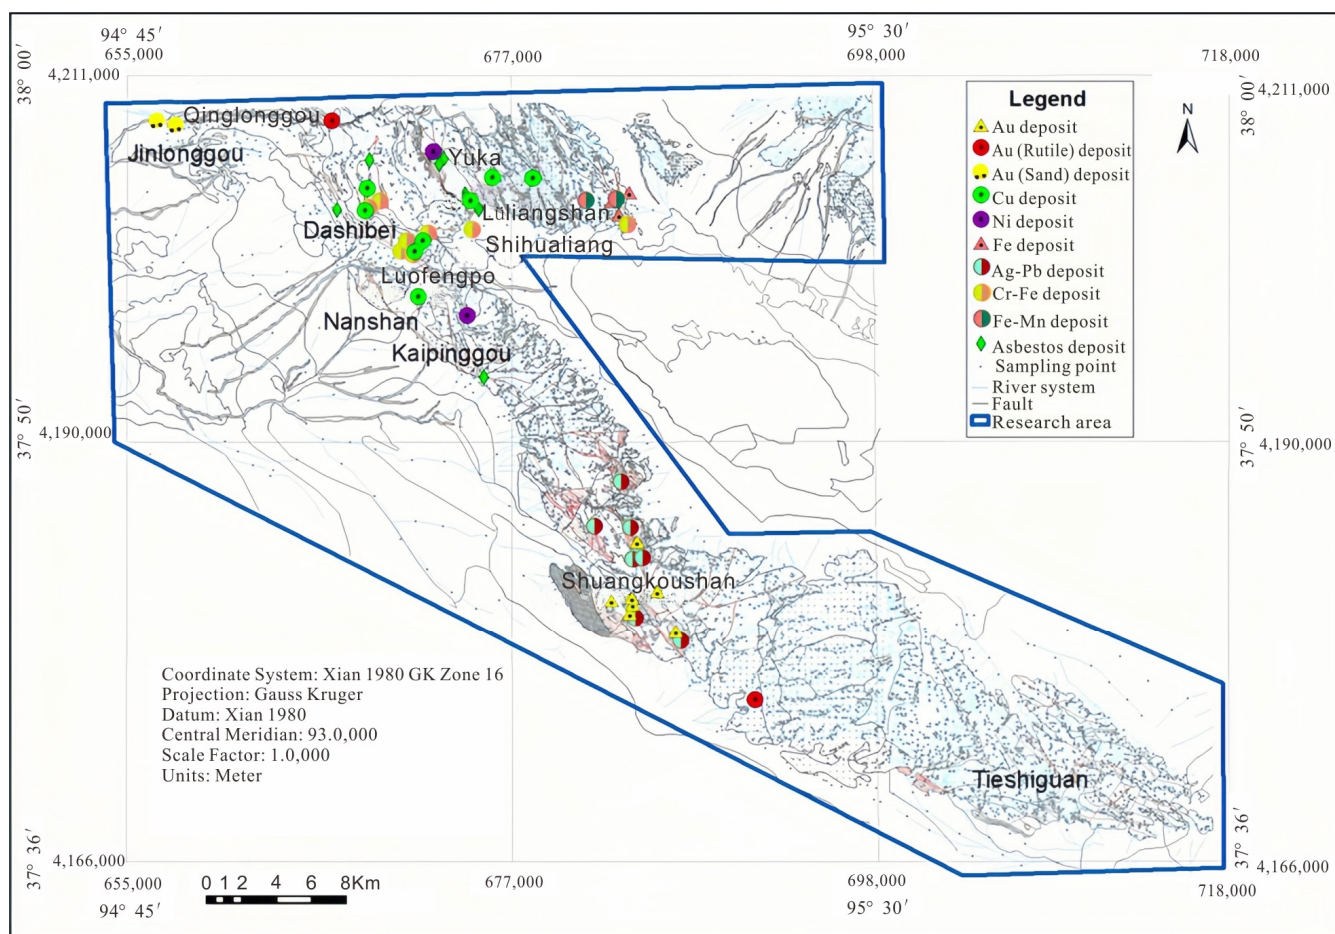 94° 45′
95° 30′
655,000
677,000
698,000
718,000
38° 00′
4,211,000
4,211,000
38° 00′
Legend
Au deposit
Au (Rutile) deposit
Au (Sand) deposit
Cu deposit
Ni deposit
Fe deposit
Ag-Pb deposit
Cr-Fe deposit
Fe-Mn deposit
Asbestos deposit
Sampling point
River system
Fault
Research area
N
Qinglonggou
Jinlonggou
Yuka
Lüliangshan
Dashibei
Shihualiang
Luofengpo
Nanshan
Kaipinggou
37° 50′
4,190,000
4,190,000
37° 50′
Shuangkoushan
Tieshiguan
Coordinate System: Xian 1980 GK Zone 16
Projection: Gauss Kruger
Datum: Xian 1980
Central Meridian: 93.0,000
Scale Factor: 1.0,000
Units: Meter
37° 36′
4,166,000
4,166,000
37° 36′
655,000
677,000
698,000
718,000
0 1 2 4 6 8Km
94° 45′
95° 30′